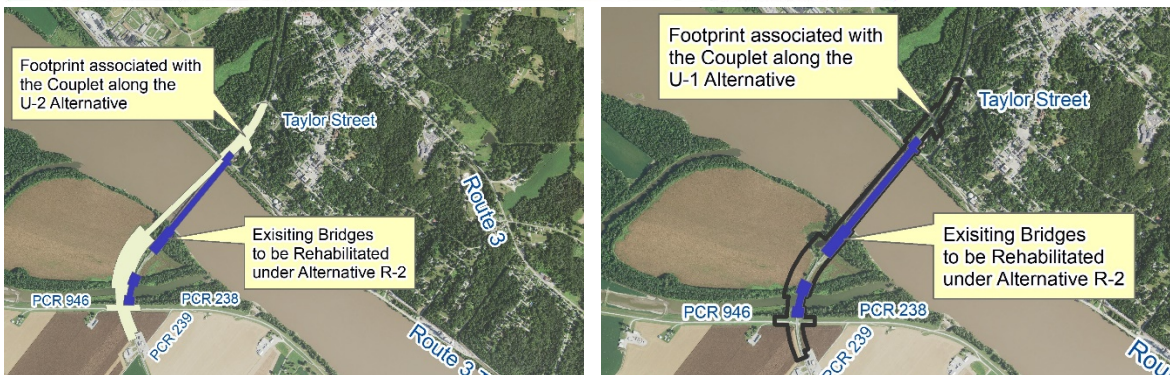 Footprint associated with
the Couplet along the
U-2 Alternative
Taylor Street
Route 3
Exisiting Bridges
to be Rehabilitated
under Alternative R-2
PCR 946
PCR 238
PCR 239
Route 3
Footprint associated with
the Couplet along the
U-1 Alternative
Taylor Street
Exisiting Bridges
to be Rehabilitated
under Alternative R-2
PCR 946
PCR 238
PCR 239
Rou